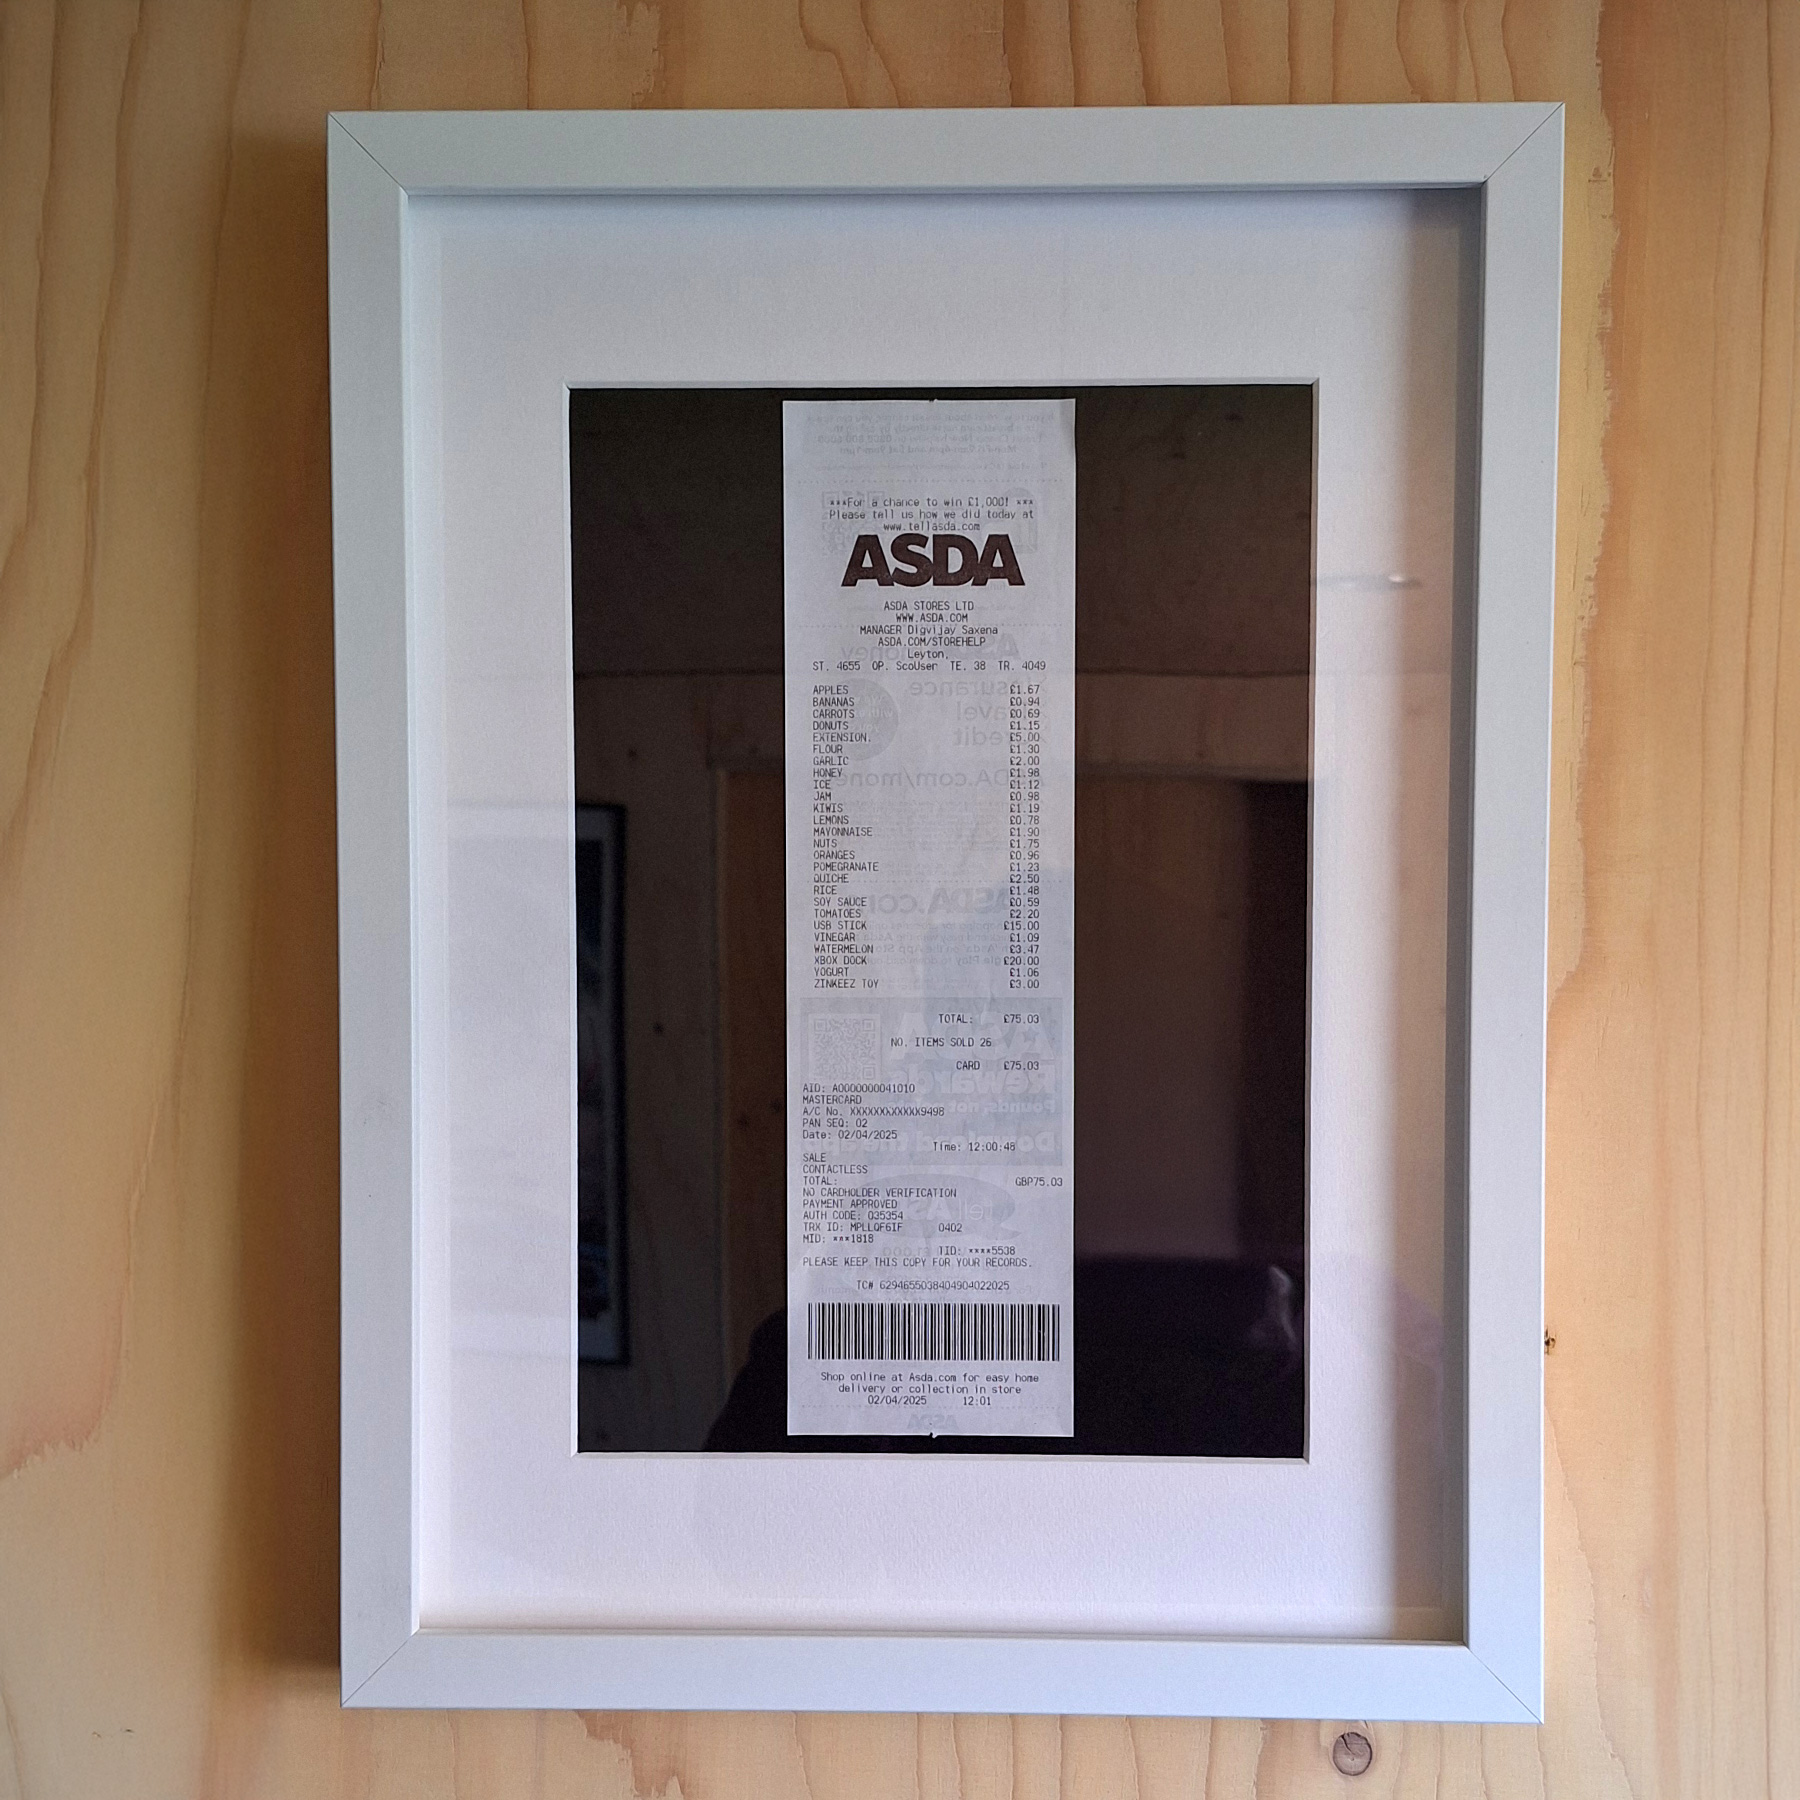 ***For a chance to win £1,000! ***
Please tell us how we did today at
www.tellasda.com
ASDA
ASDA STORES LTD
WWW.ASDA.COM
MANAGER Digvijay Saxena
ASDA.COM/STOREHELP
Leyton,
ST. 4655 OP. ScoUser TE. 38 TR. 4049
APPLES £1.67
BANANAS £0.94
CARROTS £0.69
DONUTS £1.15
EXTENSION. £5.00
FLOUR £1.30
GARLIC £2.00
HONEY £1.98
ICE £1.12
JAM £0.98
KIWIS £1.19
LEMONS £0.78
MAYONNAISE £1.90
NUTS £1.75
ORANGES £0.96
POMEGRANATE £1.23
QUICHE £2.50
RICE £1.48
SOY SAUCE £0.59
TOMATOES £2.20
USB STICK £15.00
VINEGAR £1.09
WATERMELON £3.47
XBOX DOCK £20.00
YOGURT £1.06
ZINKEEZ TOY £3.00
TOTAL: £75.03
NO. ITEMS SOLD 26
CARD £75.03
AID: A0000000041010
MASTERCARD
A/C No. XXXXXXXXXXXX9498
PAN SEQ: 02
Date: 02/04/2025
Time: 12:00:48
SALE
CONTACTLESS
TOTAL: GBP75.03
NO CARDHOLDER VERIFICATION
PAYMENT APPROVED
AUTH CODE: 035354
TRX ID: MPLLQF6IF 0402
MID: ***1818
TID: ****5538
PLEASE KEEP THIS COPY FOR YOUR RECORDS.
TC# 6294655038404904022025
Shop online at Asda.com for easy home
delivery or collection in store
02/04/2025 12:01